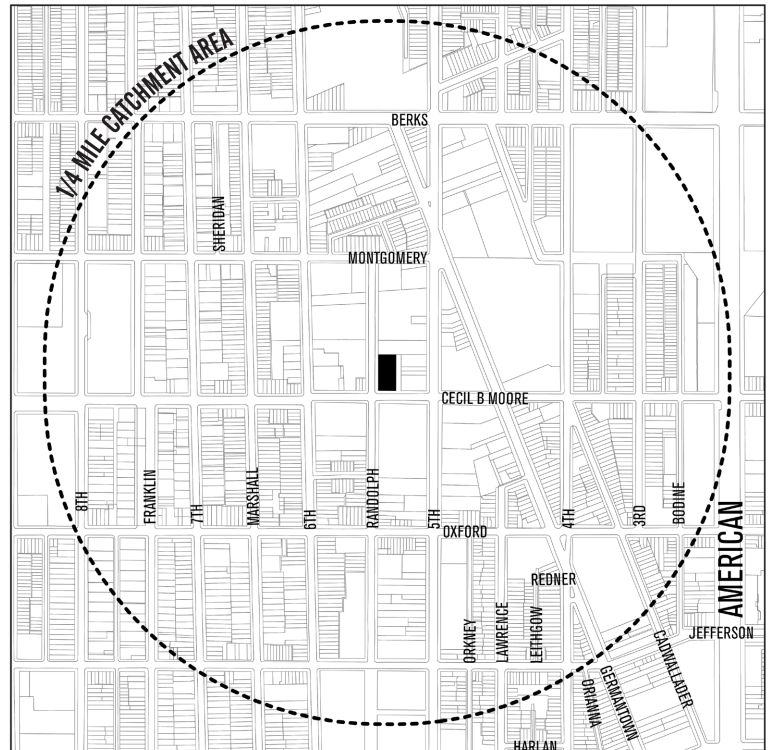 1/4 MILE CATCHMENT AREA
BERKS
SHERIDAN
MONTGOMERY
CECIL B MOORE
8TH
FRANKLIN
7TH
MARSHALL
6TH
RANDOLPH
5TH
OXFORD
4TH
3RD
BODINE
AMERICAN
REDNER
ORKNEY
LAWRENCE
LEITHGOW
JEFFERSON
CADWALLADER
GERMANTOWN
ORIANNA
HARLAN